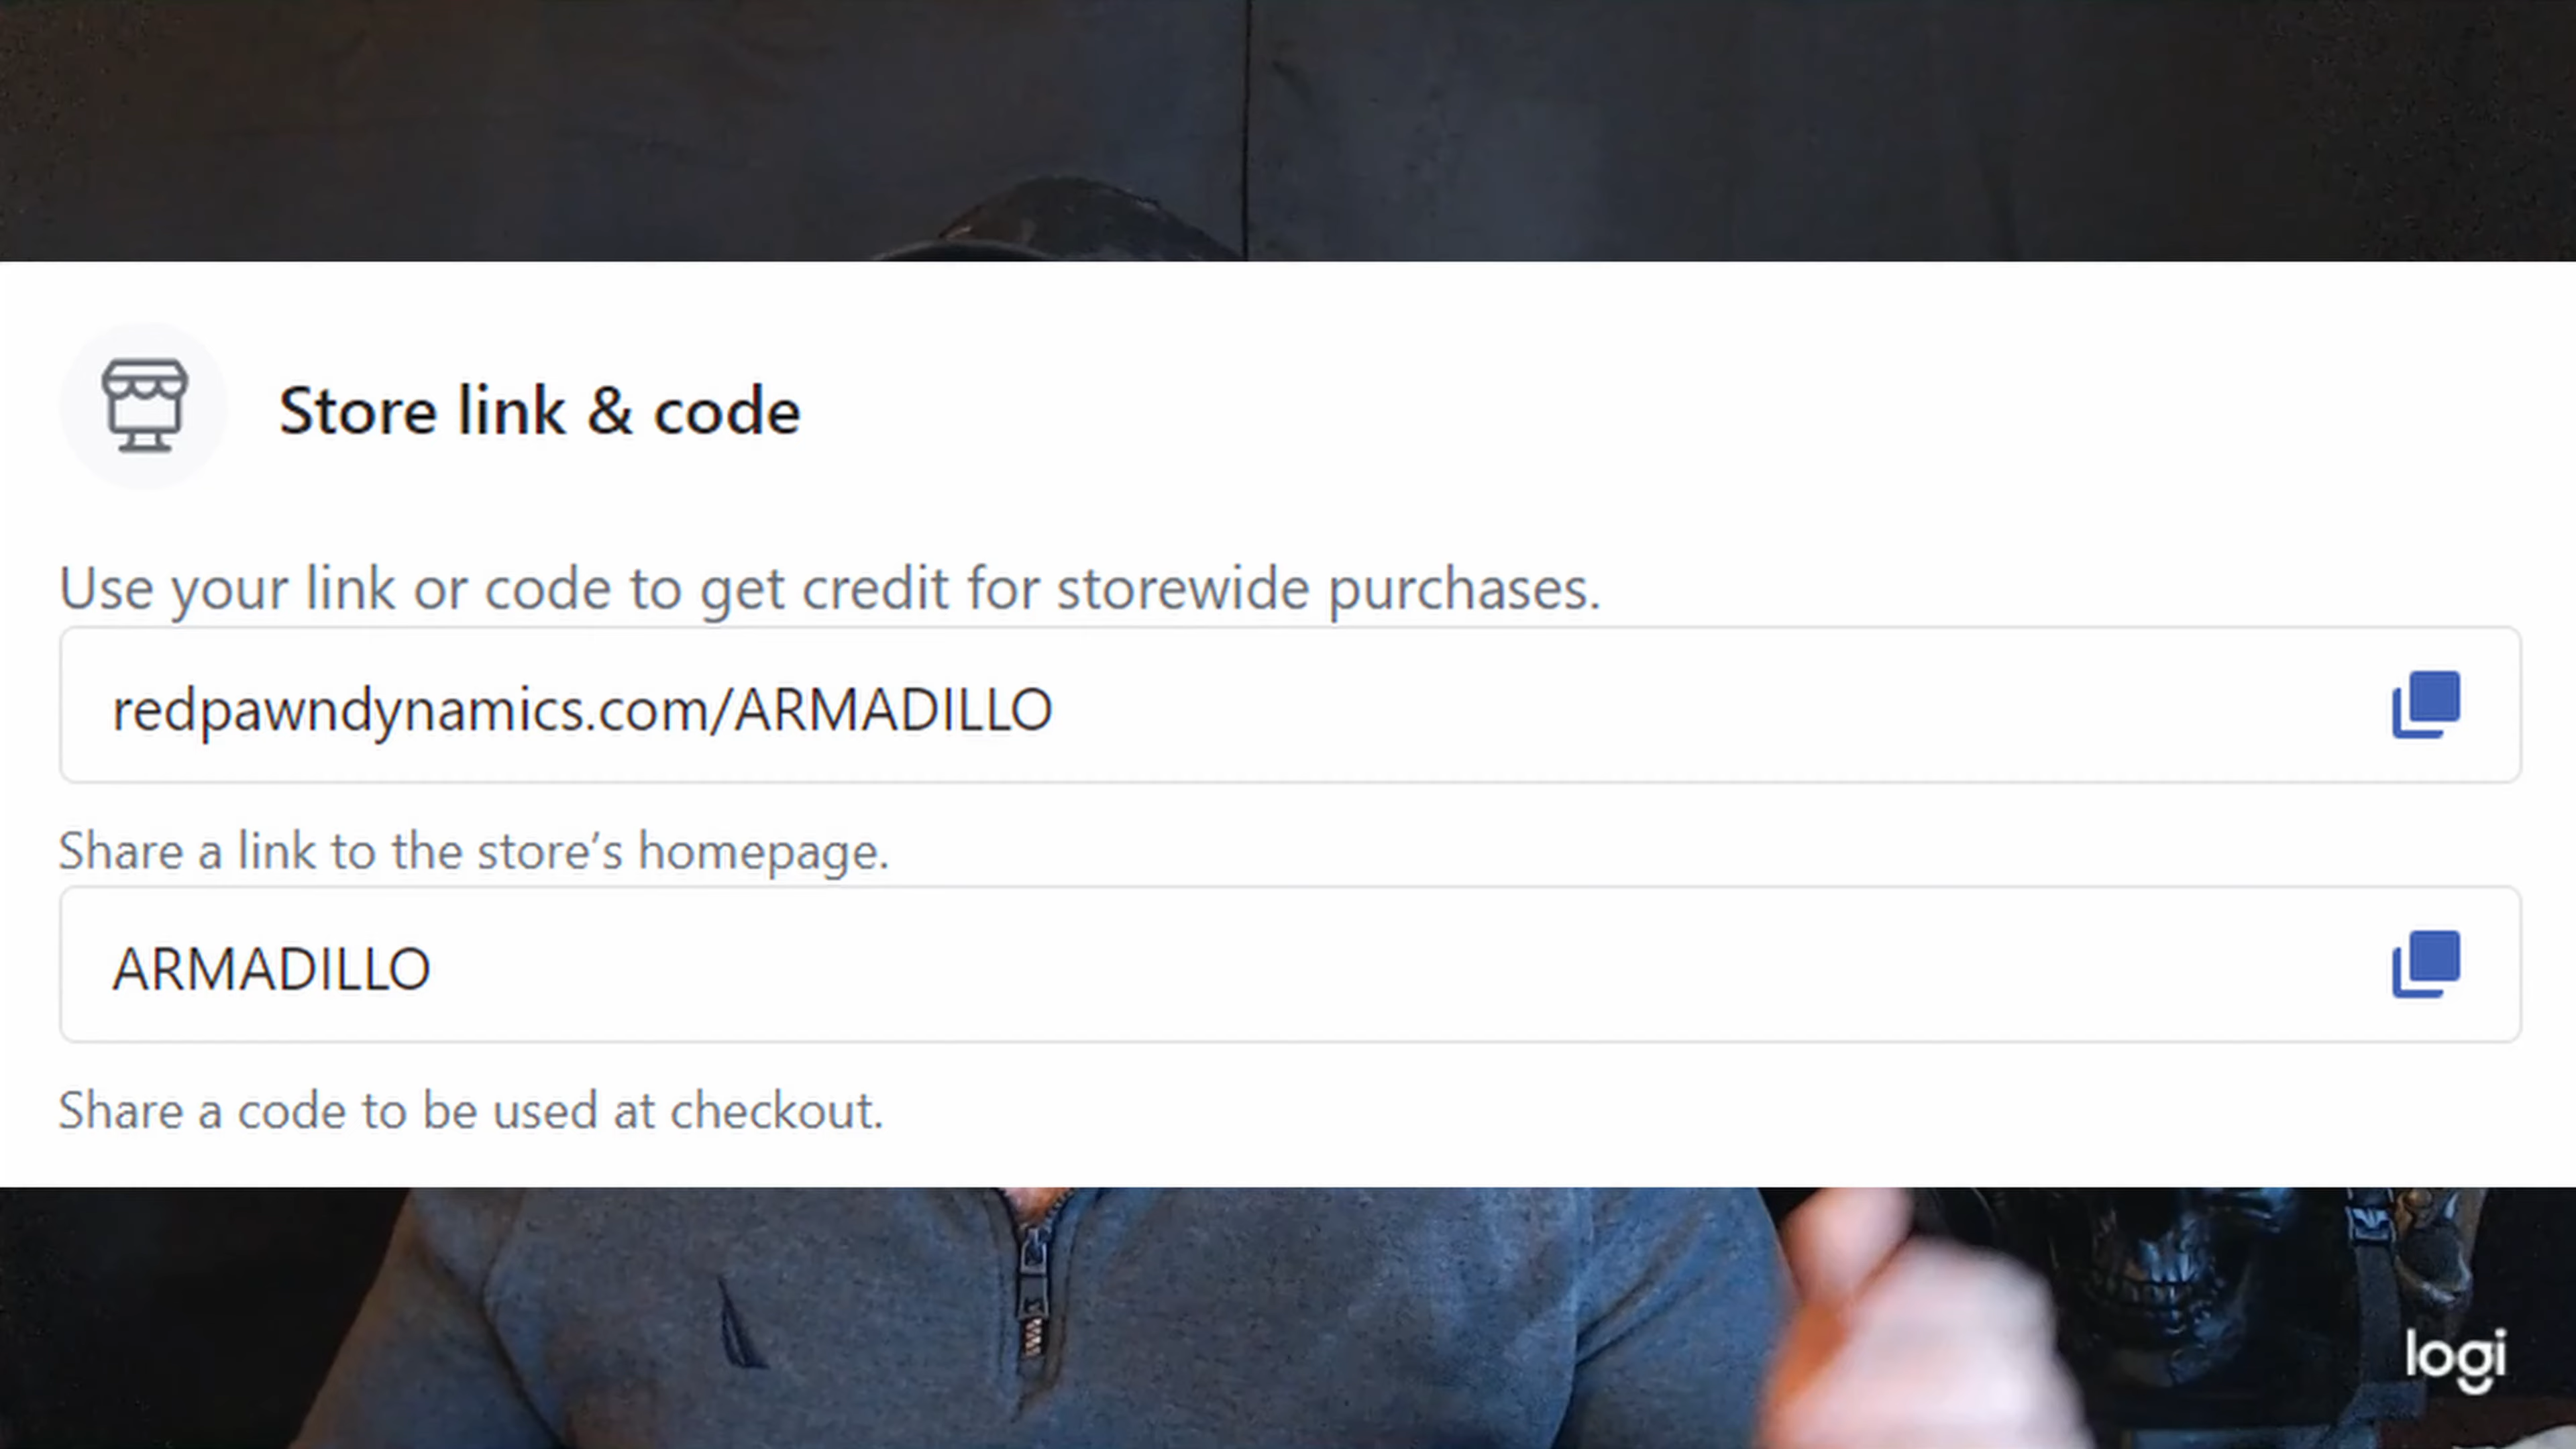 Store link & code
Use your link or code to get credit for storewide purchases.
redpawndynamics.com/ARMADILLO
Share a link to the store's homepage.
ARMADILLO
Share a code to be used at checkout.
logi